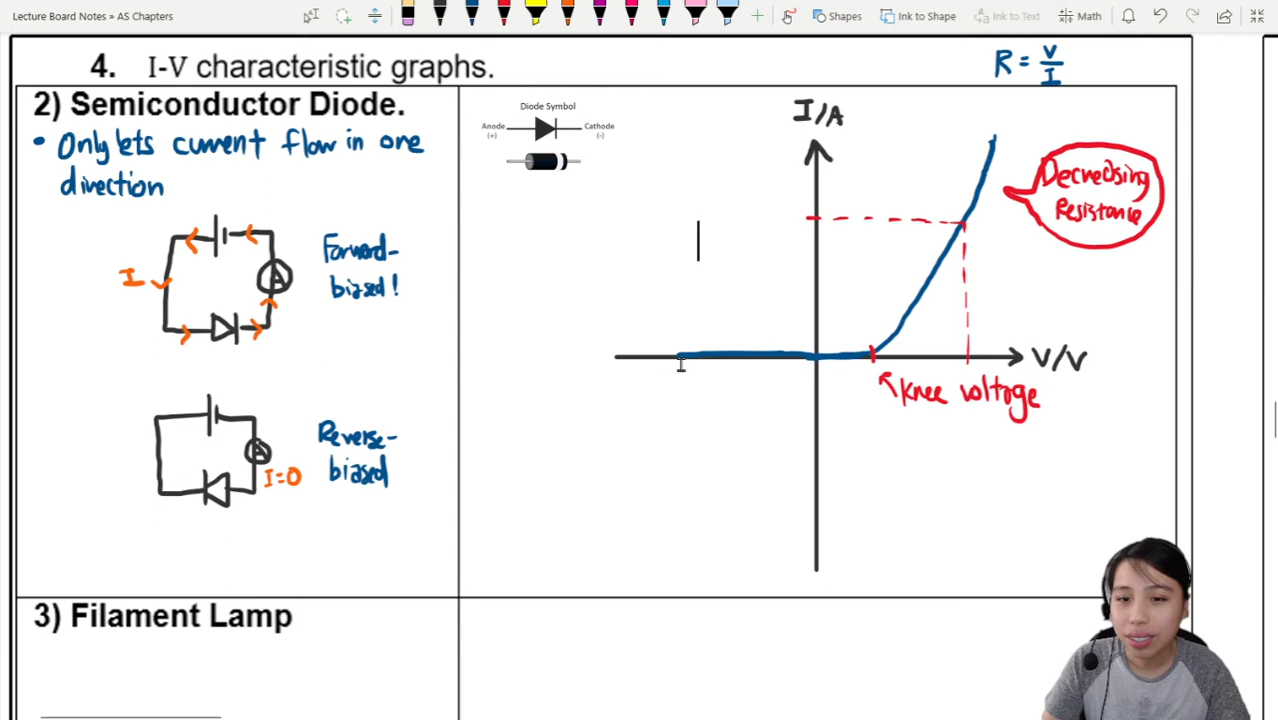 Lecture Board Notes » AS Chapters
Shapes
Ink to Shape
Ink to Text
Math
4. I-V characteristic graphs.
R = V/I
2) Semiconductor Diode.
• Only lets current flow in one
direction
I
A
Forward-
biased!
A
I=0
Reverse-
biased
Diode Symbol
Anode
(+)
Cathode
(-)
I/A
Decreasing
Resistance
V/V
Knee voltage
3) Filament Lamp